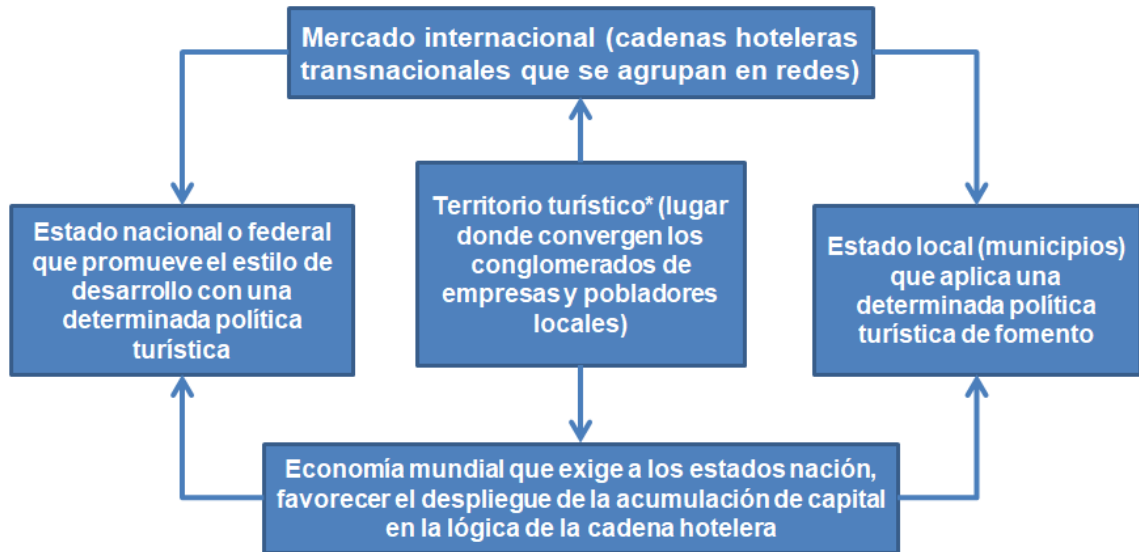 Mercado internacional (cadenas hoteleras
transnacionales que se agrupan en redes)
Estado nacional o federal
que promueve el estilo de
desarrollo con una
determinada política
turística
Territorio turístico* (lugar
donde convergen los
conglomerados de
empresas y pobladores
locales)
Estado local (municipios)
que aplica una
determinada política
turística de fomento
Economía mundial que exige a los estados nación,
favorecer el despliegue de la acumulación de capital
en la lógica de la cadena hotelera